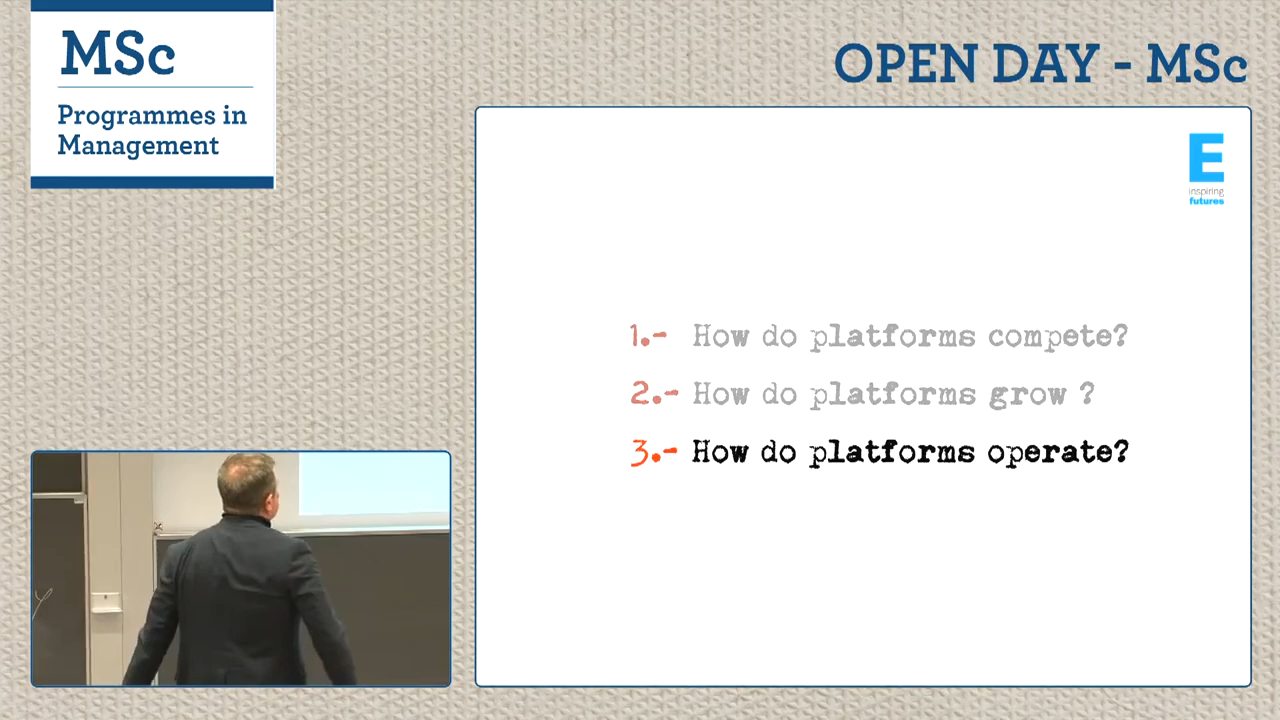 MSc
Programmes in
Management
OPEN DAY - MSc
E
inspiring
futures
1.- How do platforms compete?
2.- How do platforms grow ?
3.- How do platforms operate?